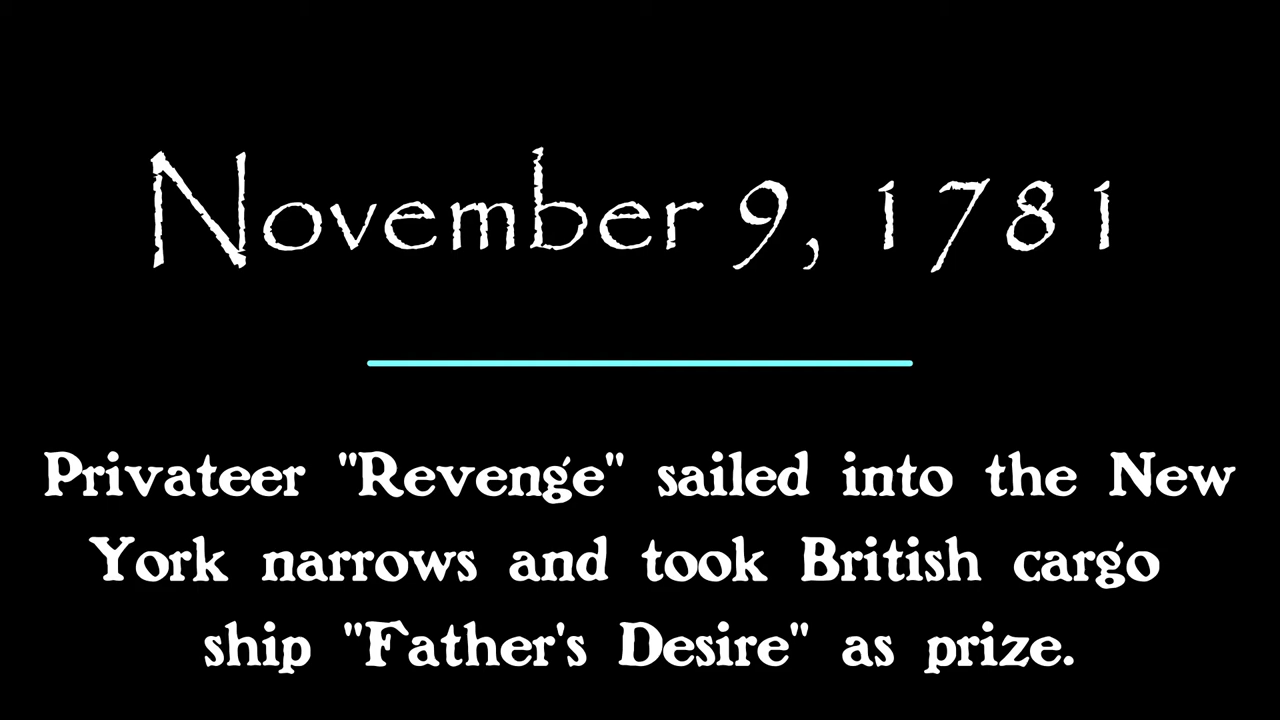 November 9, 1781
Privateer "Revenge" sailed into the New
York narrows and took British cargo
ship "Father's Desire" as prize.